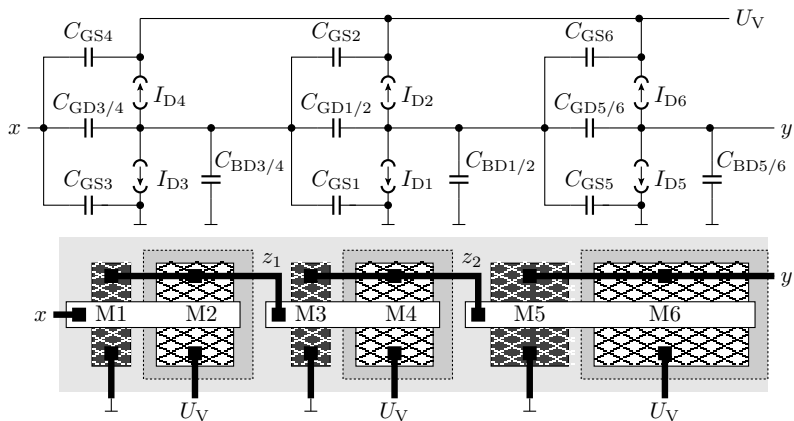 C_GS4 C_GS2 C_GS6 U_V
I_D4 I_D2 I_D6
C_GD3/4 C_GD1/2 C_GD5/6
x y
C_GS3 I_D3 C_BD3/4 C_GS1 I_D1 C_BD1/2 C_GS5 I_D5 C_BD5/6
z_1 z_2 y
x M1 M2 M3 M4 M5 M6
U_V U_V U_V